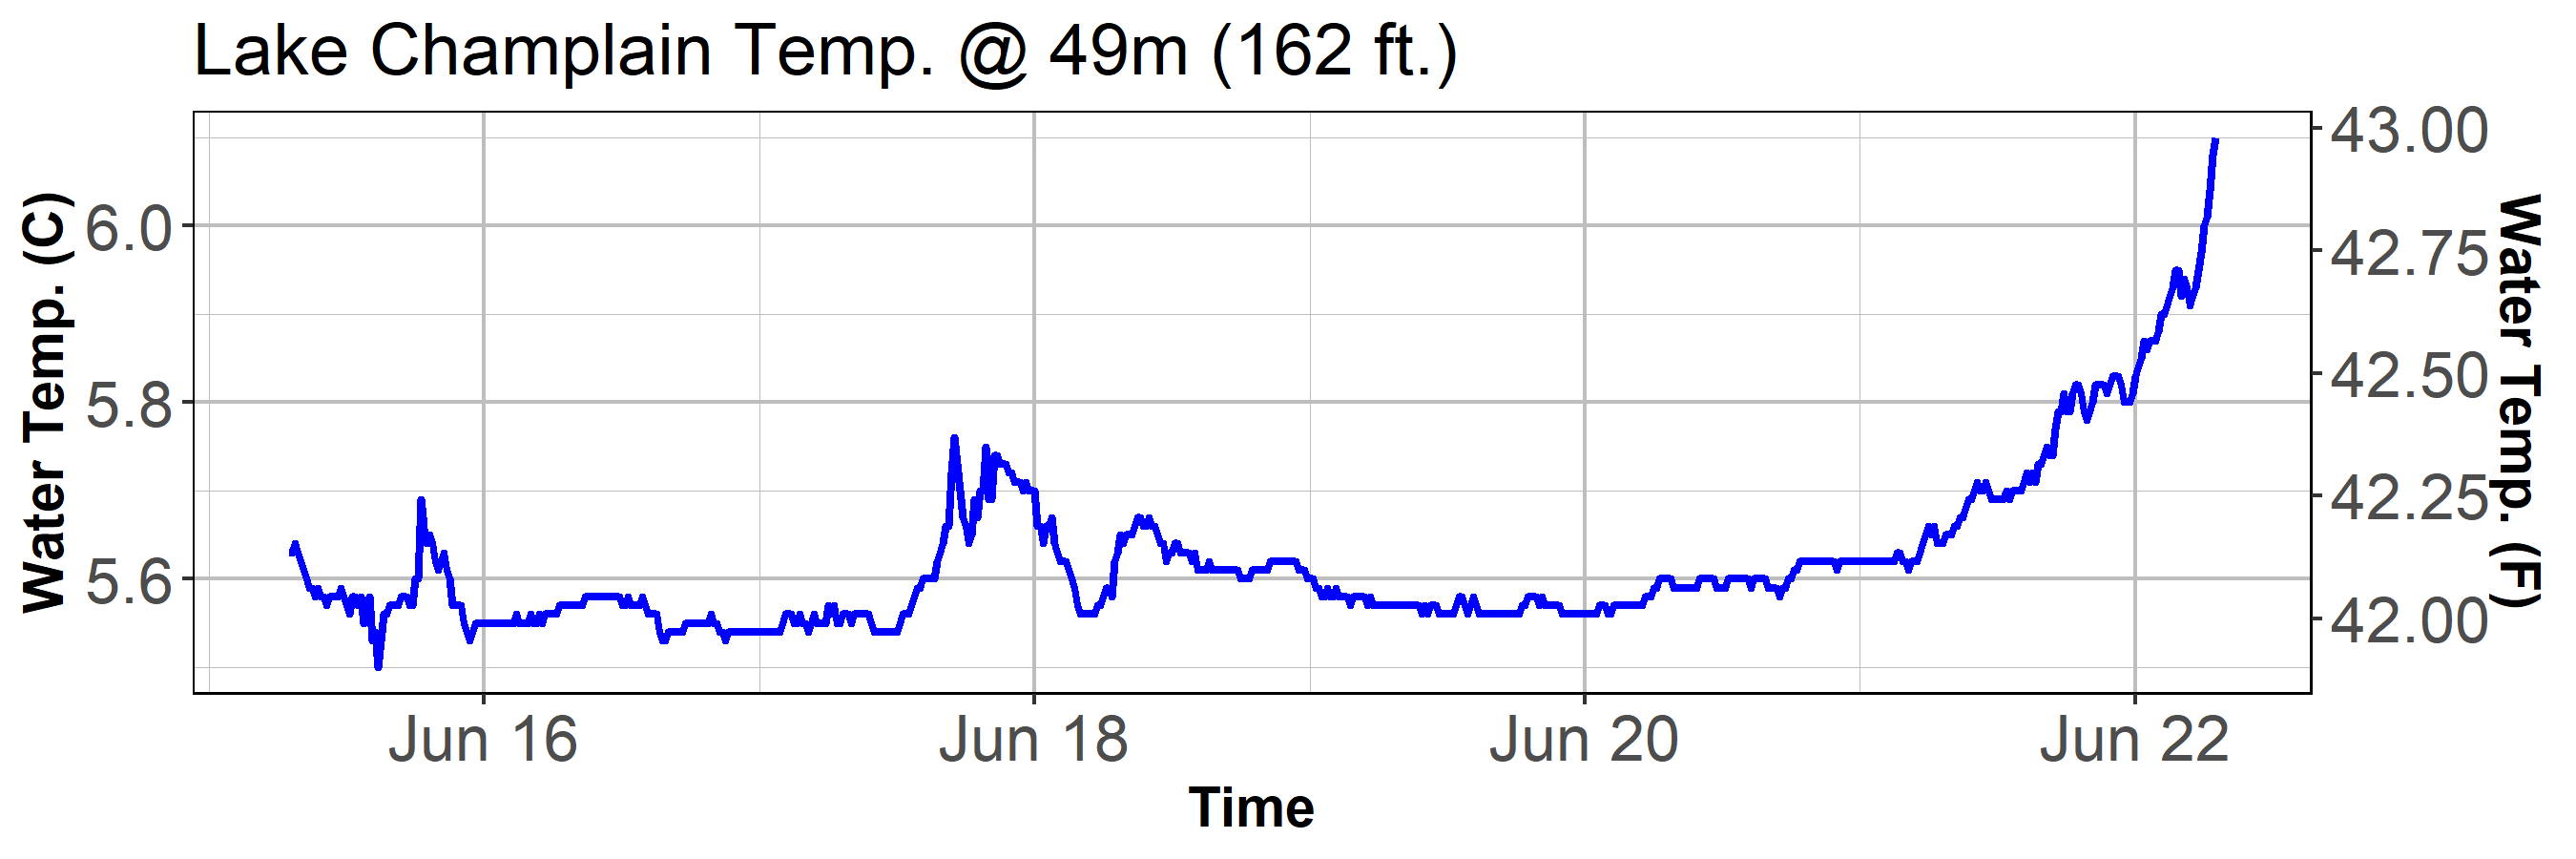 Lake Champlain Temp. @ 49m (162 ft.)
Water Temp. (C)
6.0
5.8
5.6
43.00
42.75
42.50
42.25
42.00
Water Temp. (F)
Jun 16
Jun 18
Jun 20
Jun 22
Time